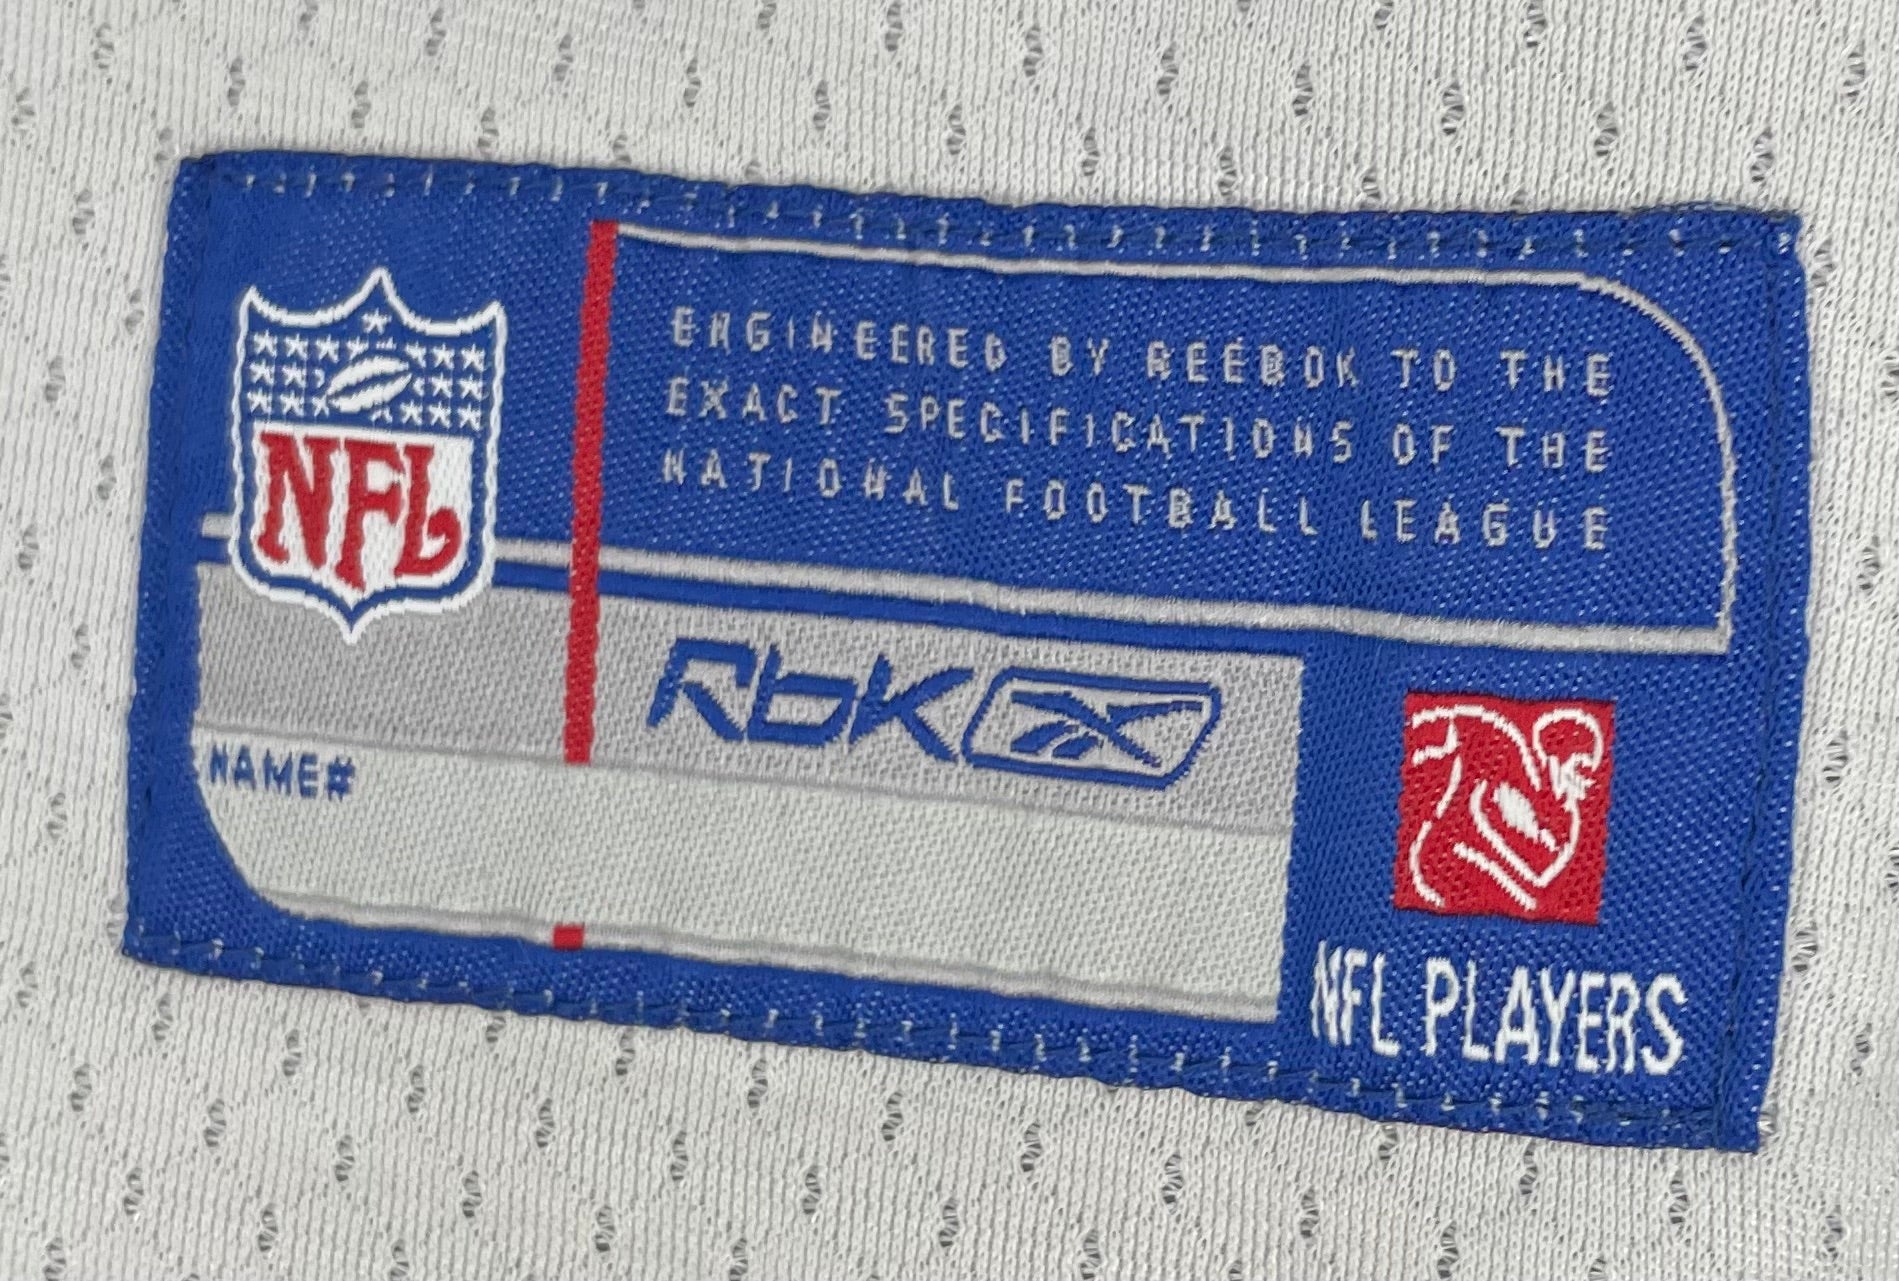 ENGINEERED BY REEBOK TO THE
EXACT SPECIFICATIONS OF THE
NATIONAL FOOTBALL LEAGUE
NFL
Rbk
NAME#
NFL PLAYERS